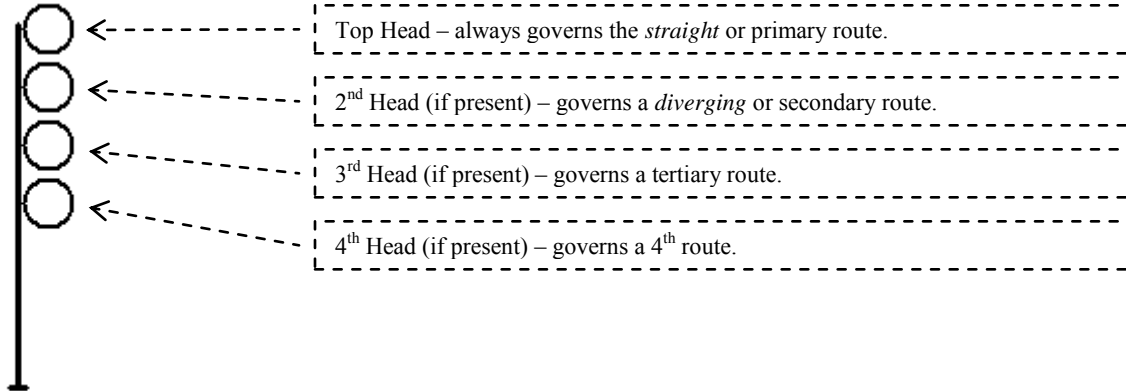 Top Head – always governs the straight or primary route.
2nd Head (if present) – governs a diverging or secondary route.
3rd Head (if present) – governs a tertiary route.
4th Head (if present) – governs a 4th route.